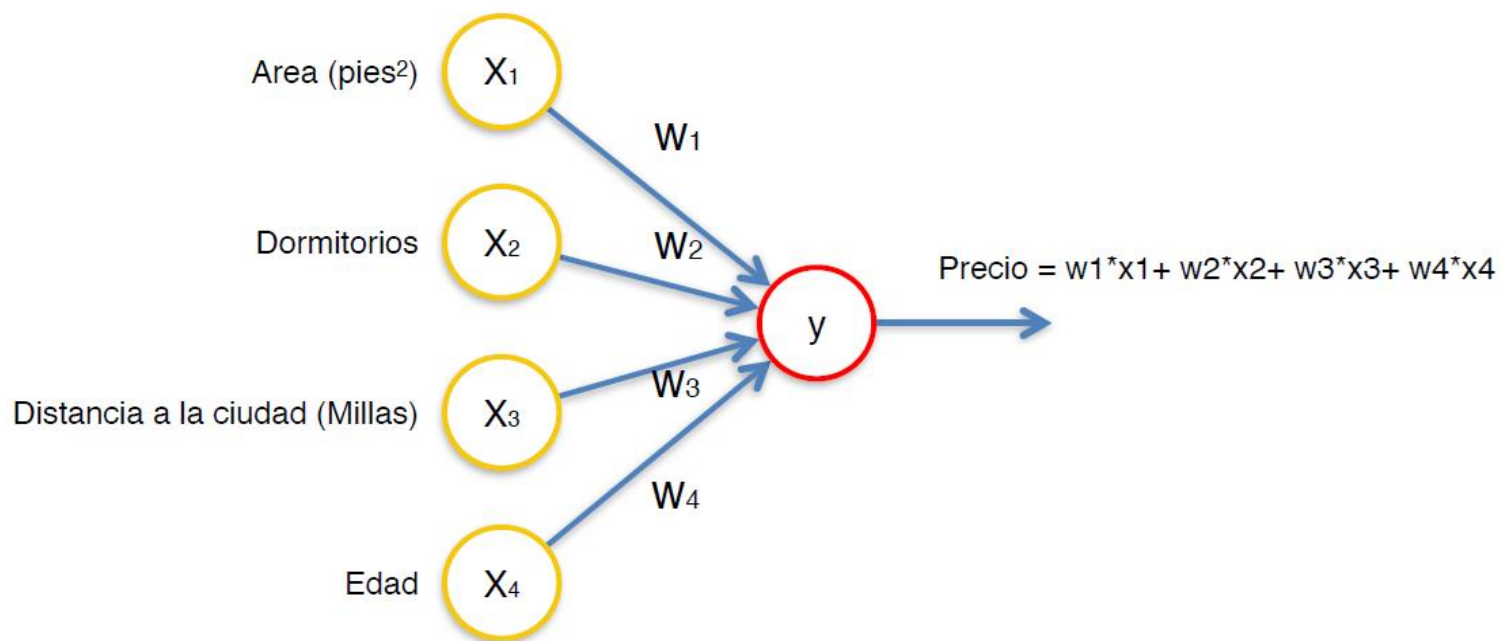 Area (pies²)
X1
W1
Dormitorios
X2
W2
y
Precio = w1*x1+ w2*x2+ w3*x3+ w4*x4
Distancia a la ciudad (Millas)
X3
W3
Edad
X4
W4